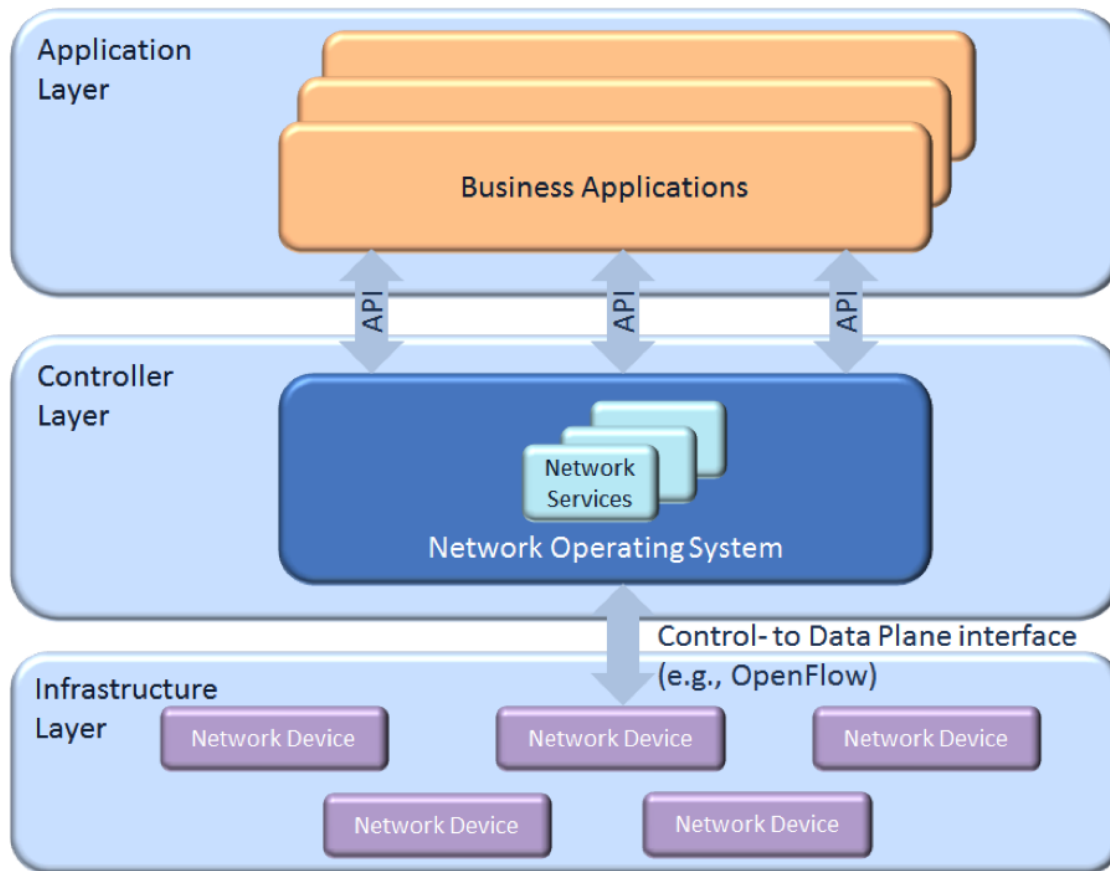 Application
Layer
Business Applications
API
API
API
Controller
Layer
Network
Services
Network Operating System
Control- to Data Plane interface
(e.g., OpenFlow)
Infrastructure
Layer
Network Device
Network Device
Network Device
Network Device
Network Device